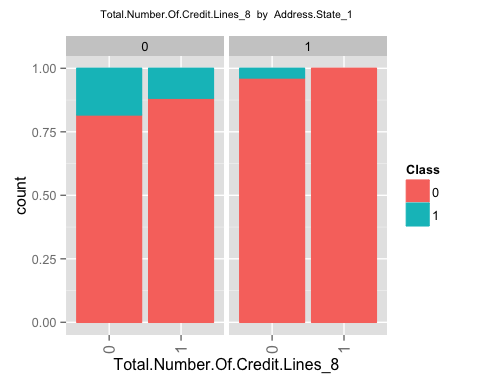 Total.Number.Of.Credit.Lines_8 by Address.State_1
0 1
1.00
0.75
0.50
0.25
0.00
count
0 1 0 1
Total.Number.Of.Credit.Lines_8
Class
0
1